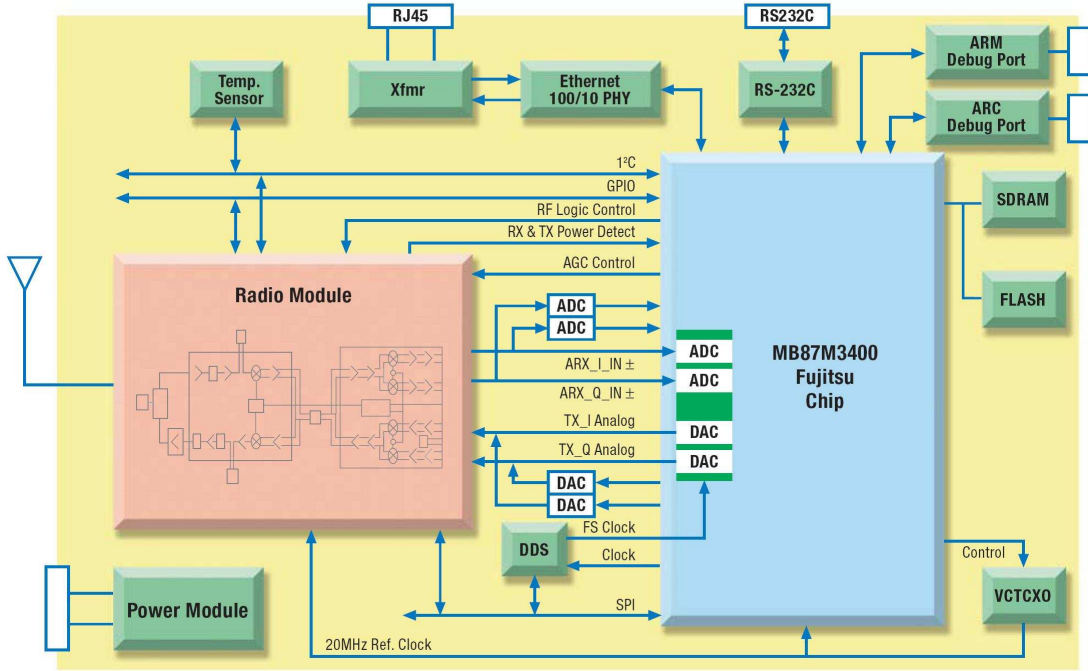 RJ45
RS232C
Temp.
Sensor
Xfmr
Ethernet
100/10 PHY
RS-232C
ARM
Debug Port
ARC
Debug Port
1²C
GPIO
RF Logic Control
RX & TX Power Detect
AGC Control
SDRAM
FLASH
Radio Module
ADC
ADC
ADC
ARX_I_IN ±
ADC
ARX_Q_IN ±
MB87M3400
Fujitsu
Chip
TX_I Analog
DAC
TX_Q Analog
DAC
DAC
DAC
FS Clock
DDS
Clock
Control
VCTCXO
SPI
Power Module
20MHz Ref. Clock